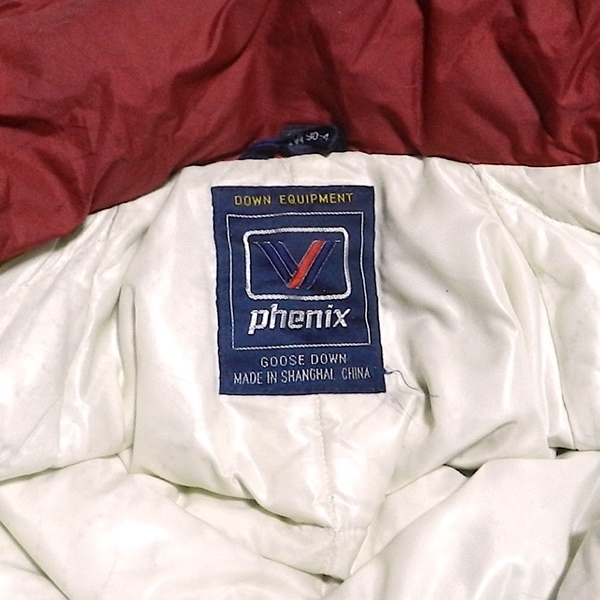 DOWN EQUIPMENT
phenix
GOOSE DOWN
MADE IN SHANGHAI, CHINA